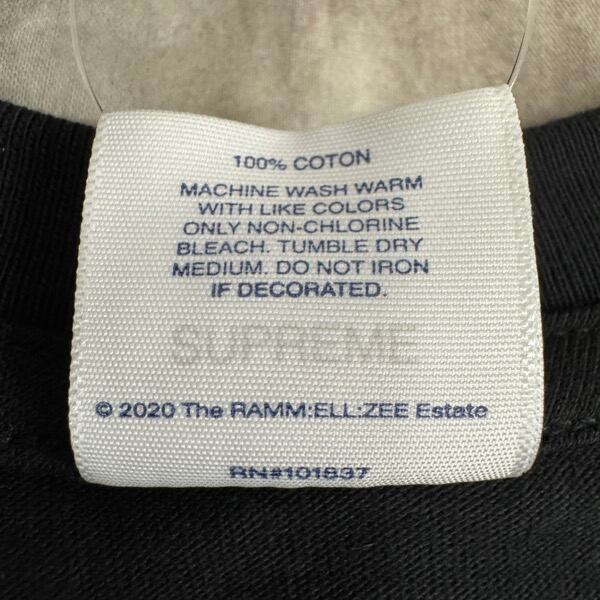 100% COTON
MACHINE WASH WARM
WITH LIKE COLORS
ONLY NON-CHLORINE
BLEACH. TUMBLE DRY
MEDIUM. DO NOT IRON
IF DECORATED.
SUPREME
© 2020 The RAMM:ELL:ZEE Estate
RN#101837